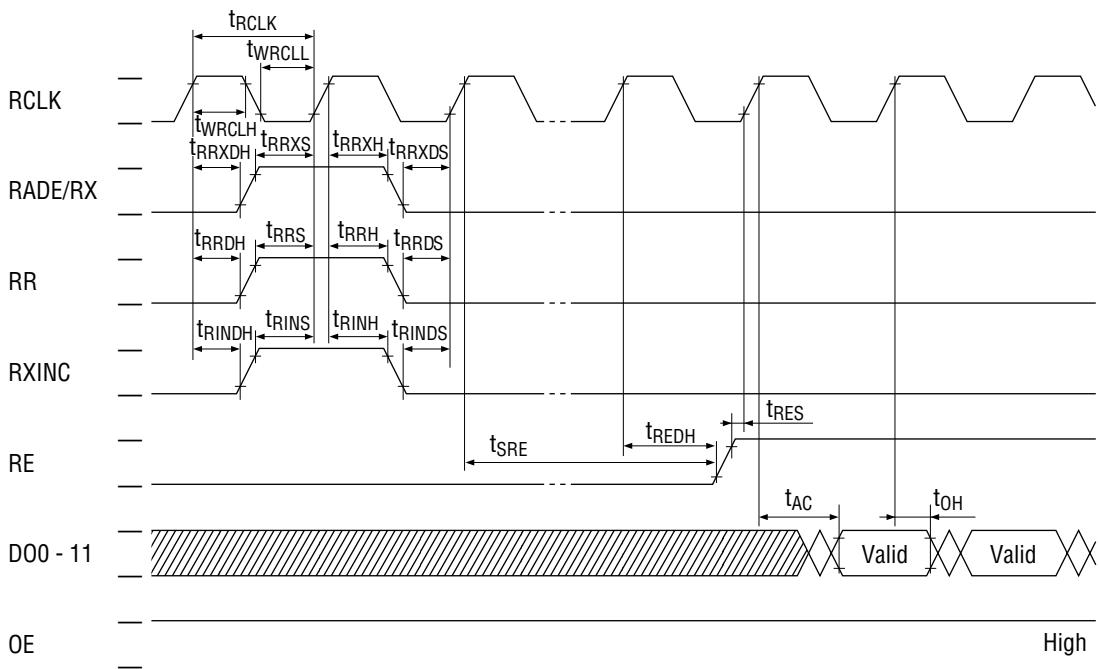 tRCLK
tWRCLL
RCLK
tWRCLH
tRRXDH tRRXS tRRXH tRRXDS
RADE/RX
tRRDH tRRS tRRH tRRDS
RR
tRINDH tRINS tRINH tRINDS
RXINC
tRES
tSRE tREDH
RE
tAC tOH
DO0 - 11 Valid Valid
OE High